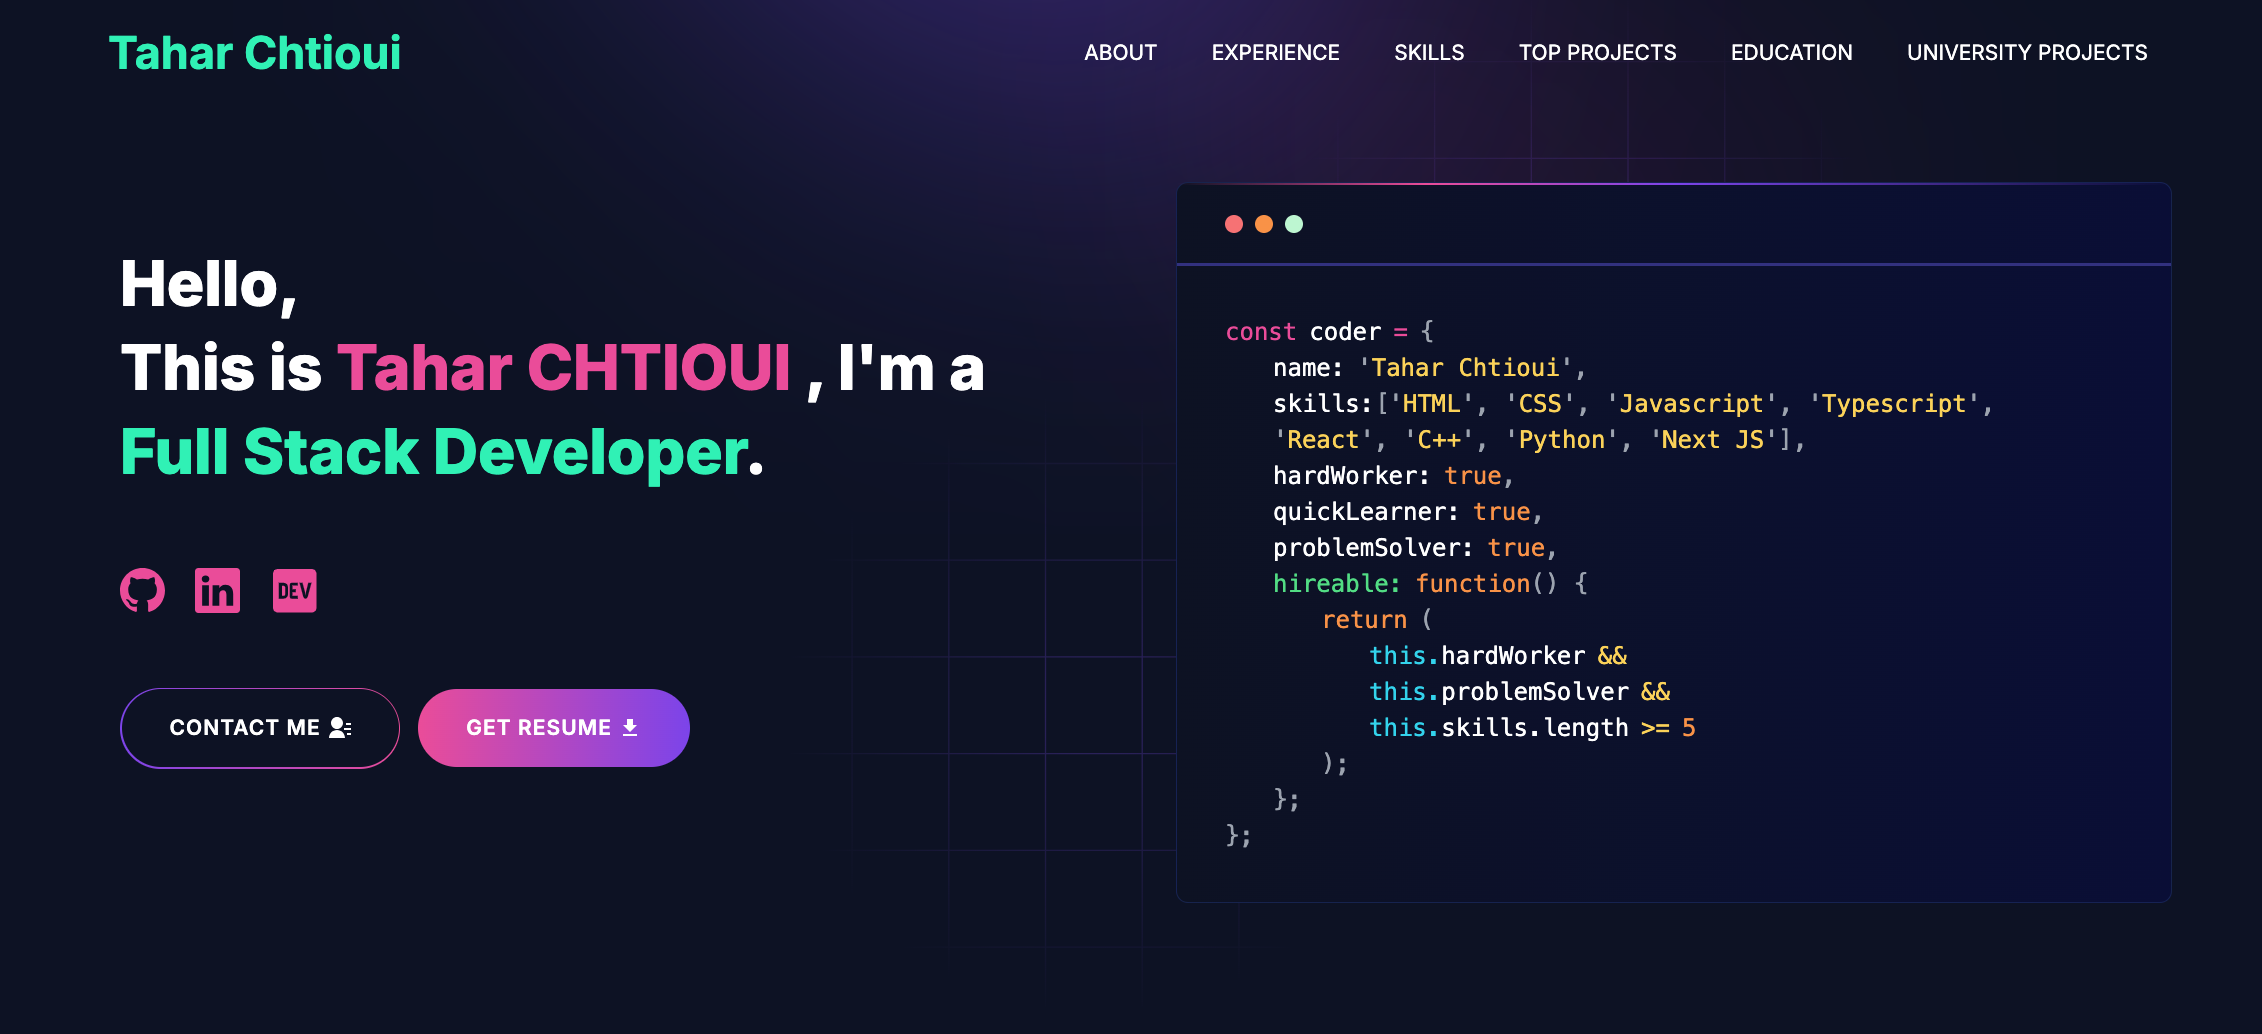 Tahar Chtioui
ABOUT EXPERIENCE SKILLS TOP PROJECTS EDUCATION UNIVERSITY PROJECTS
Hello,
This is Tahar CHTIOUI , I'm a
Full Stack Developer.
in DEV
CONTACT ME
GET RESUME
const coder = {
name: 'Tahar Chtioui',
skills:['HTML', 'CSS', 'Javascript', 'Typescript',
'React', 'C++', 'Python', 'Next JS'],
hardWorker: true,
quickLearner: true,
problemSolver: true,
hireable: function() {
return (
this.hardWorker &&
this.problemSolver &&
this.skills.length >= 5
);
};
};